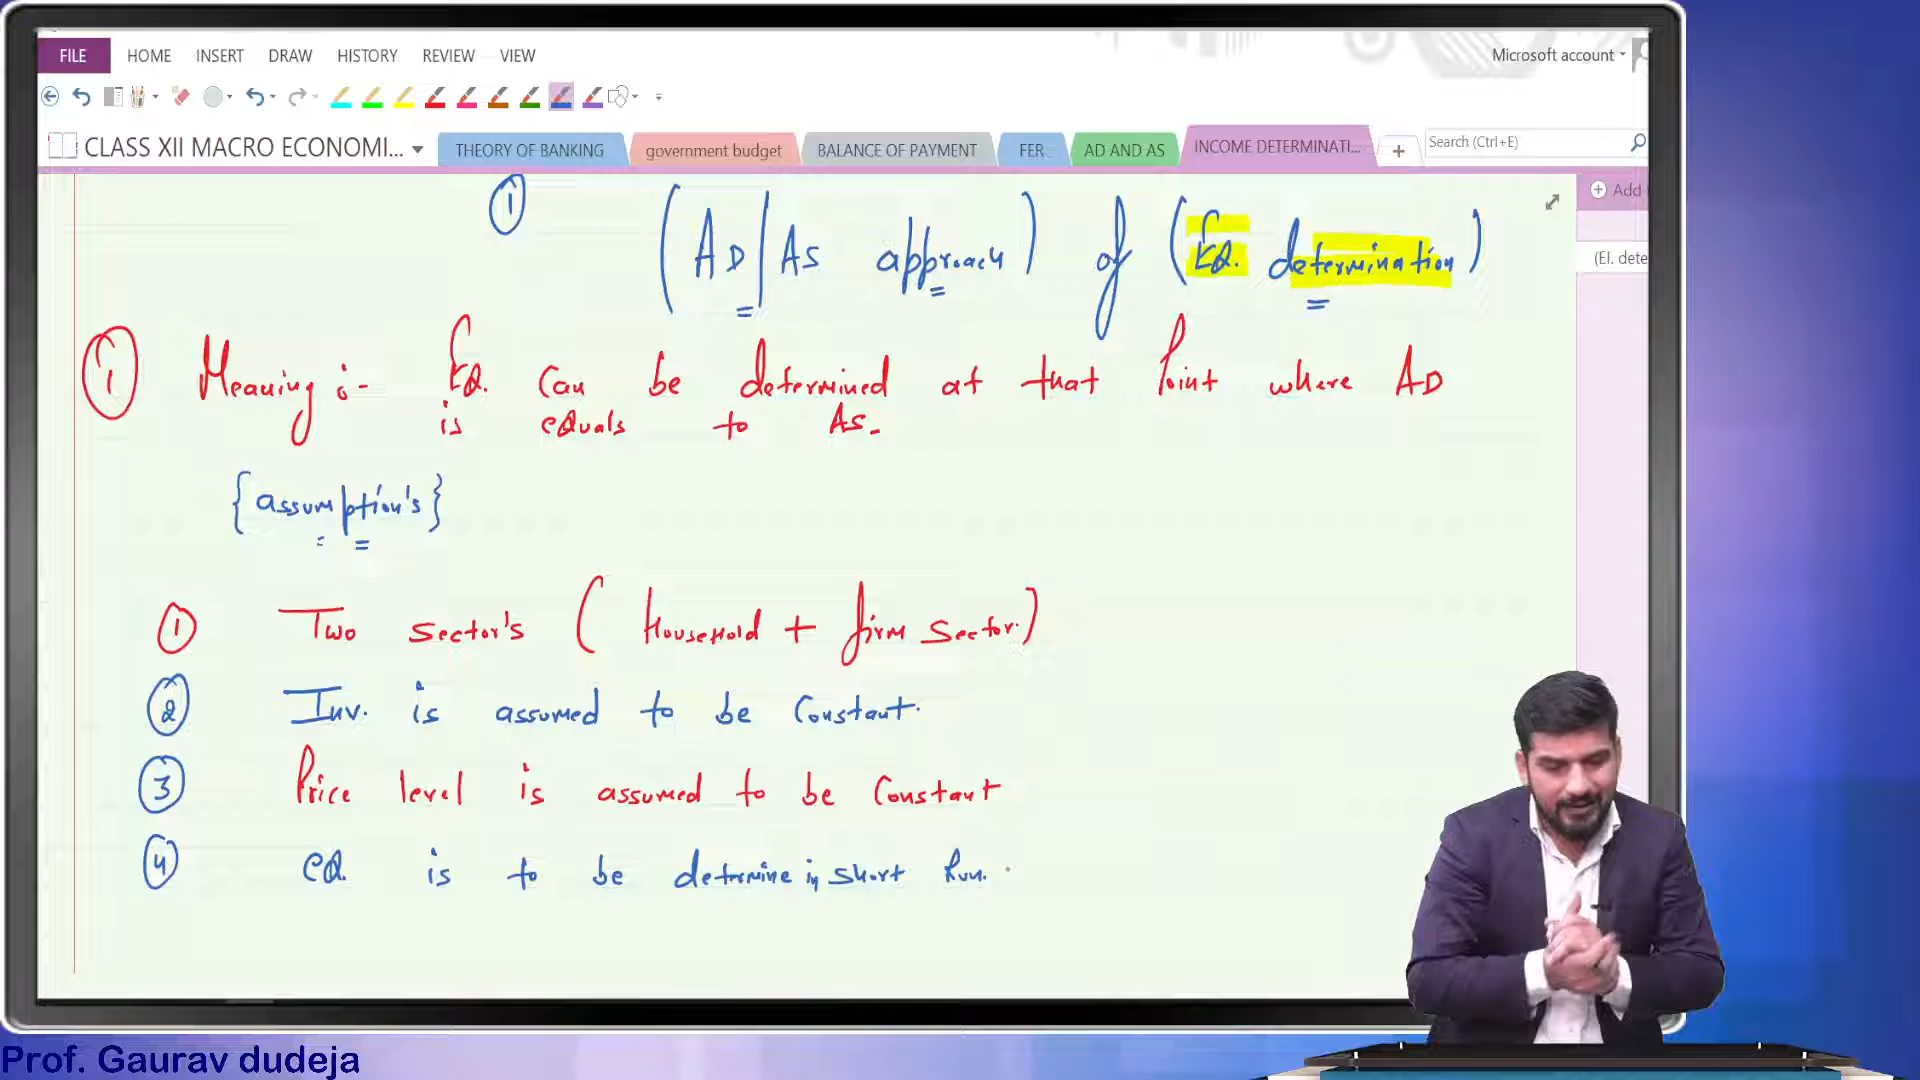 FILE HOME INSERT DRAW HISTORY REVIEW VIEW Microsoft account
CLASS XII MACRO ECONOMI... THEORY OF BANKING government budget BALANCE OF PAYMENT FER AD AND AS INCOME DETERMINATI... Search (Ctrl+E)
Add
1
(AD|AS approach) of (Eq. determination)
(El. dete
1 Meaning :- Eq. Can be determined at that Point where AD
is equals to AS.
{assumption's}
1 Two sector's (Household + firm Sector.)
2 Inv. is assumed to be Constant.
3 Price level is assumed to be Constant
4 eq. is to be determine in short Run.
Prof. Gaurav dudeja